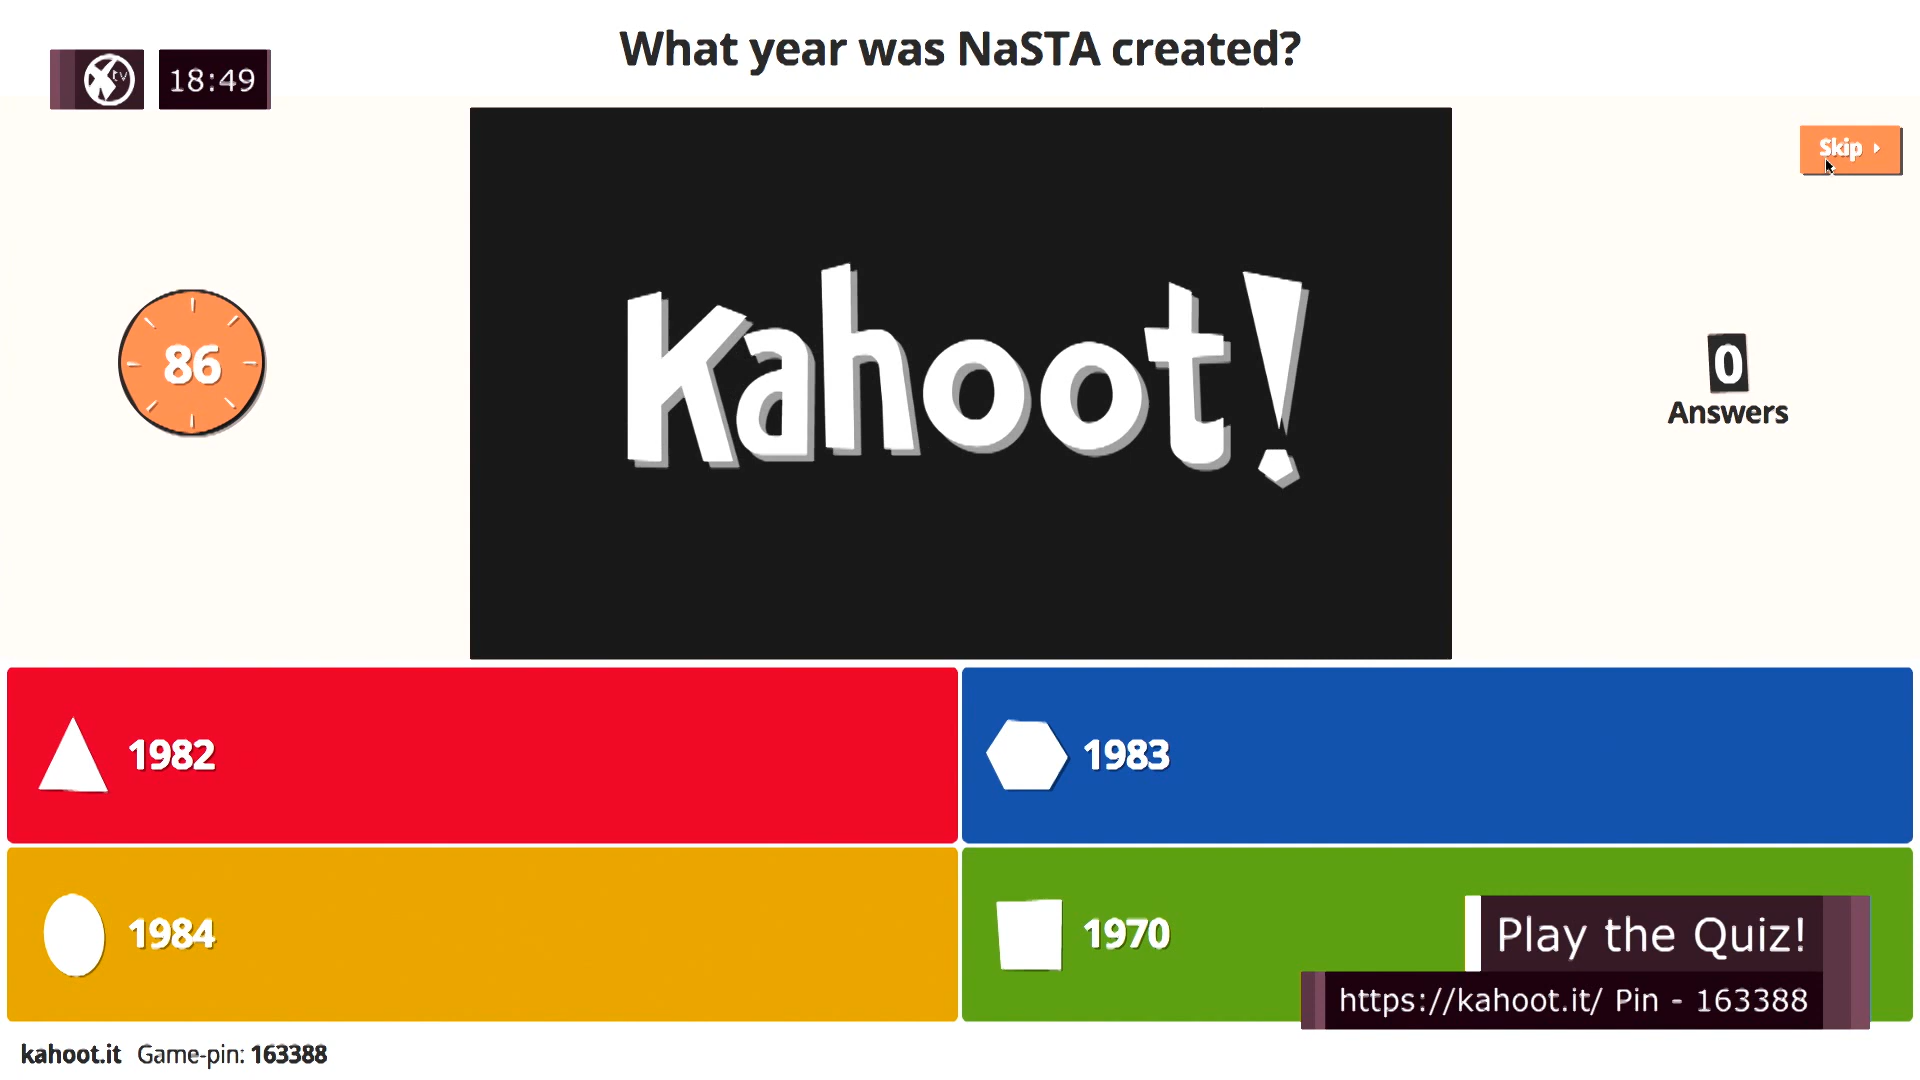 What year was NaSTA created?
Xtv
18:49
Skip
86
Kahoot!
0
Answers
1982
1983
1984
1970
Play the Quiz!
https://kahoot.it/ Pin - 163388
kahoot.it Game-pin: 163388